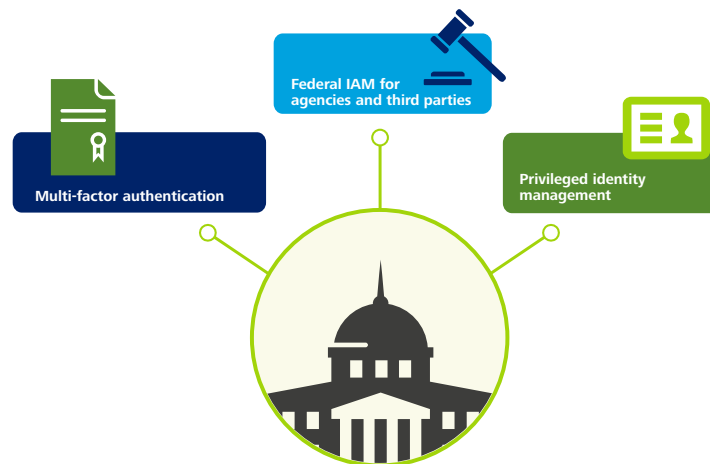 Federal IAM for
agencies and third parties
Multi-factor authentication
Privileged identity
management